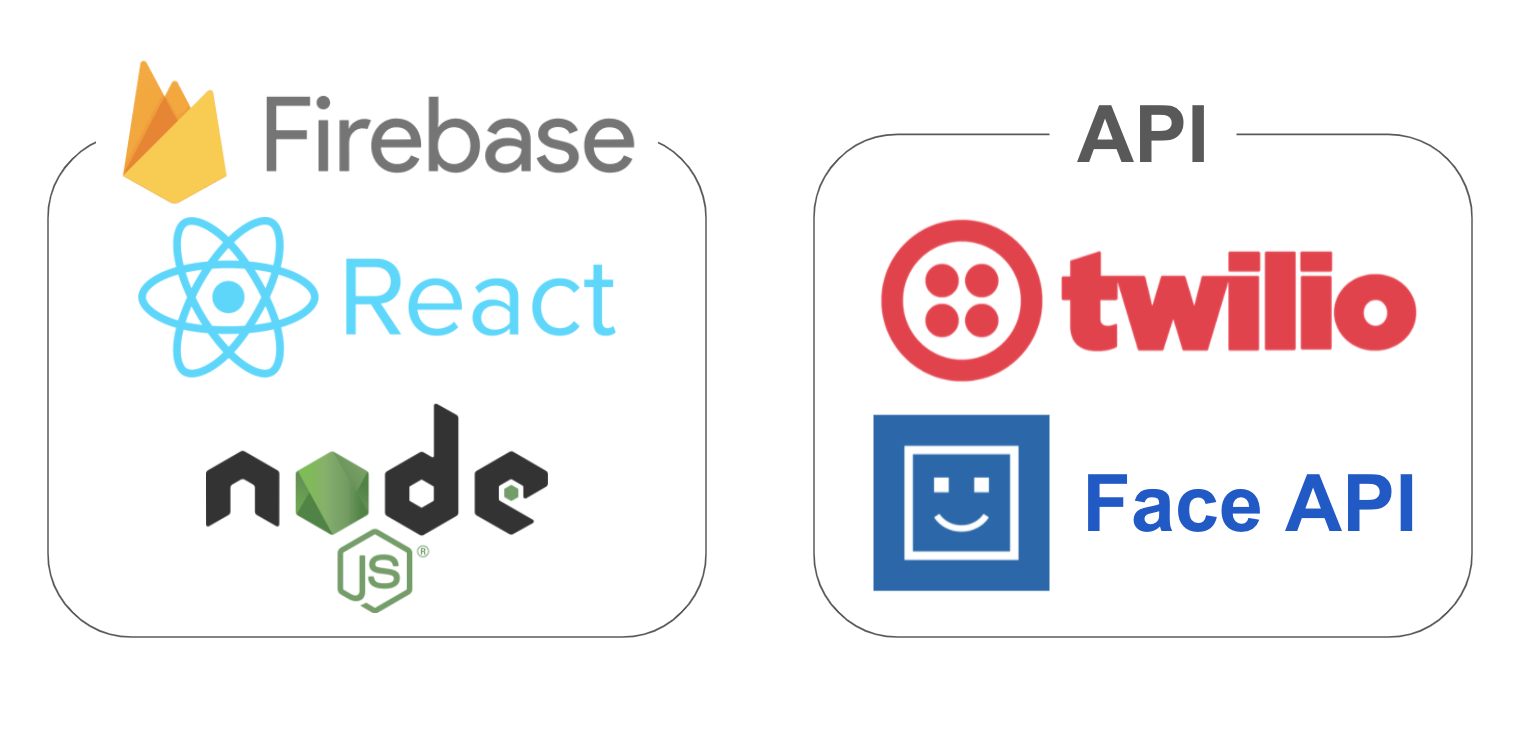 Firebase
React
node
JS®
API
twilio
Face API